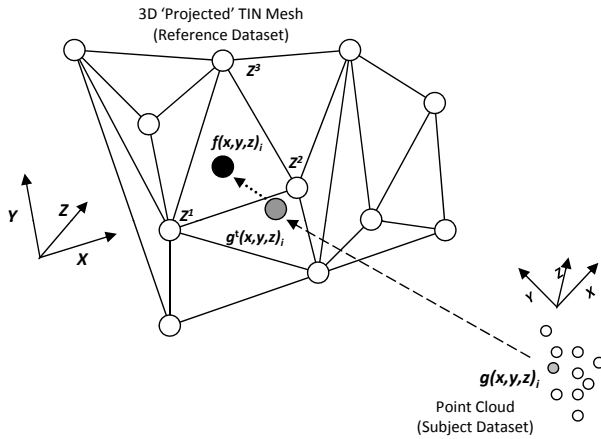 3D ‘Projected’ TIN Mesh
(Reference Dataset)
Z³
f(x,y,z)ᵢ
Z²
Y
Z
X
Z¹
gᵗ(x,y,z)ᵢ
Y
Z
X
g(x,y,z)ᵢ
Point Cloud
(Subject Dataset)